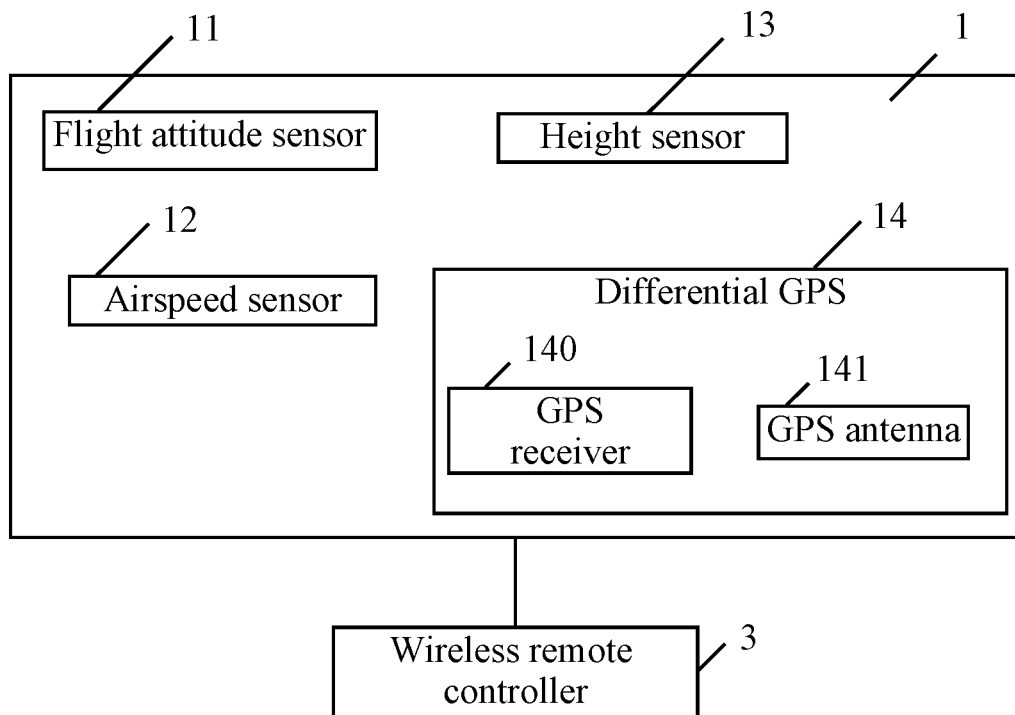 11
13
1
Flight attitude sensor
Height sensor
12
14
Airspeed sensor
Differential GPS
140
141
GPS
receiver
GPS antenna
Wireless remote
controller
3